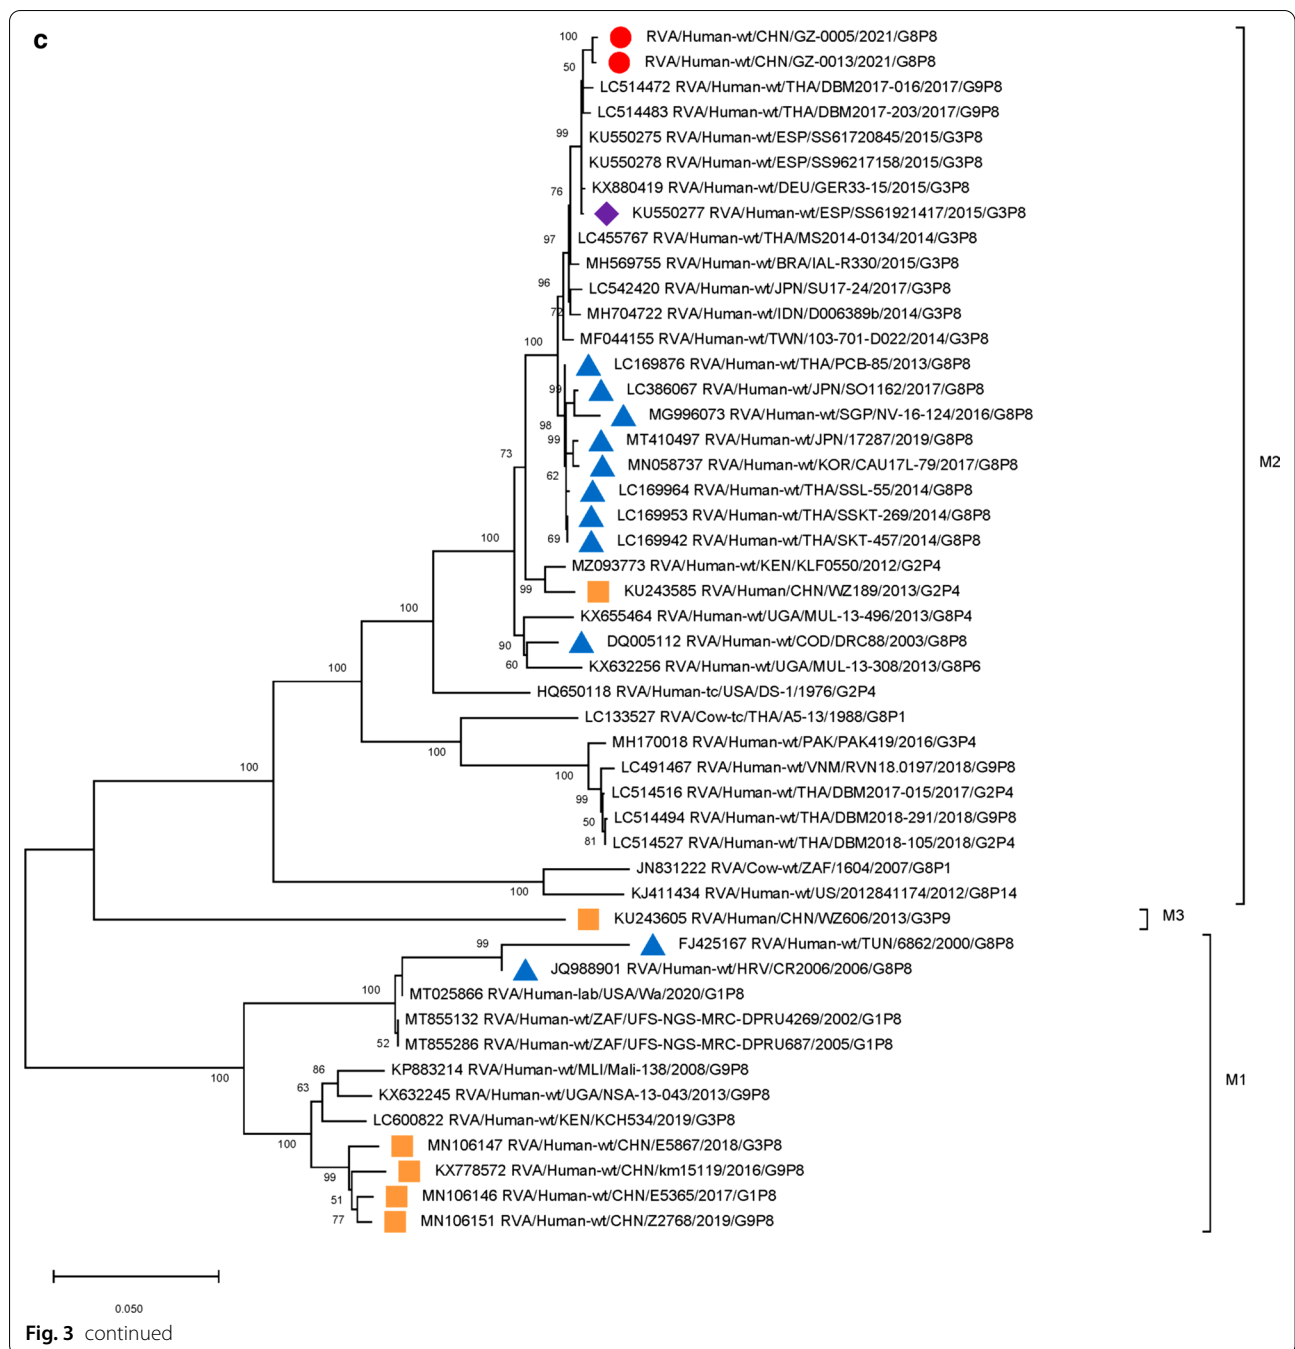 c
100 RVA/Human-wt/CHN/GZ-0005/2021/G8P8
50 RVA/Human-wt/CHN/GZ-0013/2021/G8P8
LC514472 RVA/Human-wt/THA/DBM2017-016/2017/G9P8
LC514483 RVA/Human-wt/THA/DBM2017-203/2017/G9P8
99 KU550275 RVA/Human-wt/ESP/SS61720845/2015/G3P8
KU550278 RVA/Human-wt/ESP/SS96217158/2015/G3P8
76 KX880419 RVA/Human-wt/DEU/GER33-15/2015/G3P8
KU550277 RVA/Human-wt/ESP/SS61921417/2015/G3P8
97 LC455767 RVA/Human-wt/THA/MS2014-0134/2014/G3P8
MH569755 RVA/Human-wt/BRA/IAL-R330/2015/G3P8
96 LC542420 RVA/Human-wt/JPN/SU17-24/2017/G3P8
72 MH704722 RVA/Human-wt/IDN/D006389b/2014/G3P8
100 MF044155 RVA/Human-wt/TWN/103-701-D022/2014/G3P8
LC169876 RVA/Human-wt/THA/PCB-85/2013/G8P8
99 LC386067 RVA/Human-wt/JPN/SO1162/2017/G8P8
MG996073 RVA/Human-wt/SGP/NV-16-124/2016/G8P8
98
99 MT410497 RVA/Human-wt/JPN/17287/2019/G8P8
73 MN058737 RVA/Human-wt/KOR/CAU17L-79/2017/G8P8
M2
62 LC169964 RVA/Human-wt/THA/SSL-55/2014/G8P8
LC169953 RVA/Human-wt/THA/SSKT-269/2014/G8P8
100 69 LC169942 RVA/Human-wt/THA/SKT-457/2014/G8P8
MZ093773 RVA/Human-wt/KEN/KLF0550/2012/G2P4
99 KU243585 RVA/Human/CHN/WZ189/2013/G2P4
100 KX655464 RVA/Human-wt/UGA/MUL-13-496/2013/G8P4
90 DQ005112 RVA/Human-wt/COD/DRC88/2003/G8P8
100 60 KX632256 RVA/Human-wt/UGA/MUL-13-308/2013/G8P6
HQ650118 RVA/Human-tc/USA/DS-1/1976/G2P4
LC133527 RVA/Cow-tc/THA/A5-13/1988/G8P1
100 MH170018 RVA/Human-wt/PAK/PAK419/2016/G3P4
100 100 LC491467 RVA/Human-wt/VNM/RVN18.0197/2018/G9P8
99 LC514516 RVA/Human-wt/THA/DBM2017-015/2017/G2P4
50 LC514494 RVA/Human-wt/THA/DBM2018-291/2018/G9P8
81 LC514527 RVA/Human-wt/THA/DBM2018-105/2018/G2P4
JN831222 RVA/Cow-wt/ZAF/1604/2007/G8P1
100 KJ411434 RVA/Human-wt/US/2012841174/2012/G8P14
KU243605 RVA/Human/CHN/WZ606/2013/G3P9 M3
99 FJ425167 RVA/Human-wt/TUN/6862/2000/G8P8
JQ988901 RVA/Human-wt/HRV/CR2006/2006/G8P8
100 MT025866 RVA/Human-lab/USA/Wa/2020/G1P8
MT855132 RVA/Human-wt/ZAF/UFS-NGS-MRC-DPRU4269/2002/G1P8
52 MT855286 RVA/Human-wt/ZAF/UFS-NGS-MRC-DPRU687/2005/G1P8
100 86 KP883214 RVA/Human-wt/MLI/Mali-138/2008/G9P8
M1
63 KX632245 RVA/Human-wt/UGA/NSA-13-043/2013/G9P8
LC600822 RVA/Human-wt/KEN/KCH534/2019/G3P8
100 MN106147 RVA/Human-wt/CHN/E5867/2018/G3P8
99 KX778572 RVA/Human-wt/CHN/km15119/2016/G9P8
51 MN106146 RVA/Human-wt/CHN/E5365/2017/G1P8
77 MN106151 RVA/Human-wt/CHN/Z2768/2019/G9P8
0.050
Fig. 3 continued